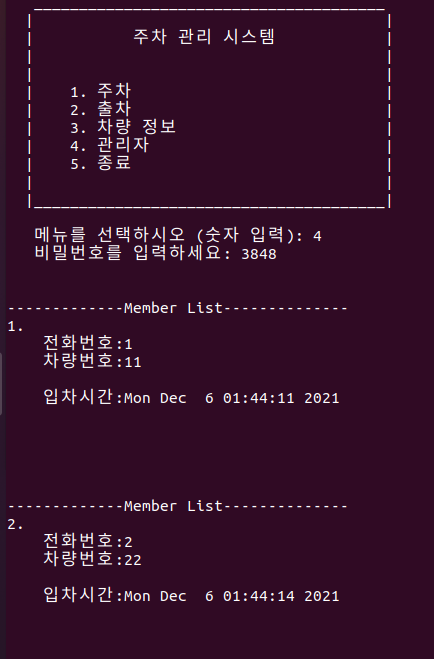 주차 관리 시스템
1. 주차
2. 출차
3. 차량 정보
4. 관리자
5. 종료
메뉴를 선택하시오 (숫자 입력): 4
비밀번호를 입력하세요: 3848
-------------Member List--------------
1.
전화번호:1
차량번호:11
입차시간:Mon Dec  6 01:44:11 2021
-------------Member List--------------
2.
전화번호:2
차량번호:22
입차시간:Mon Dec  6 01:44:14 2021